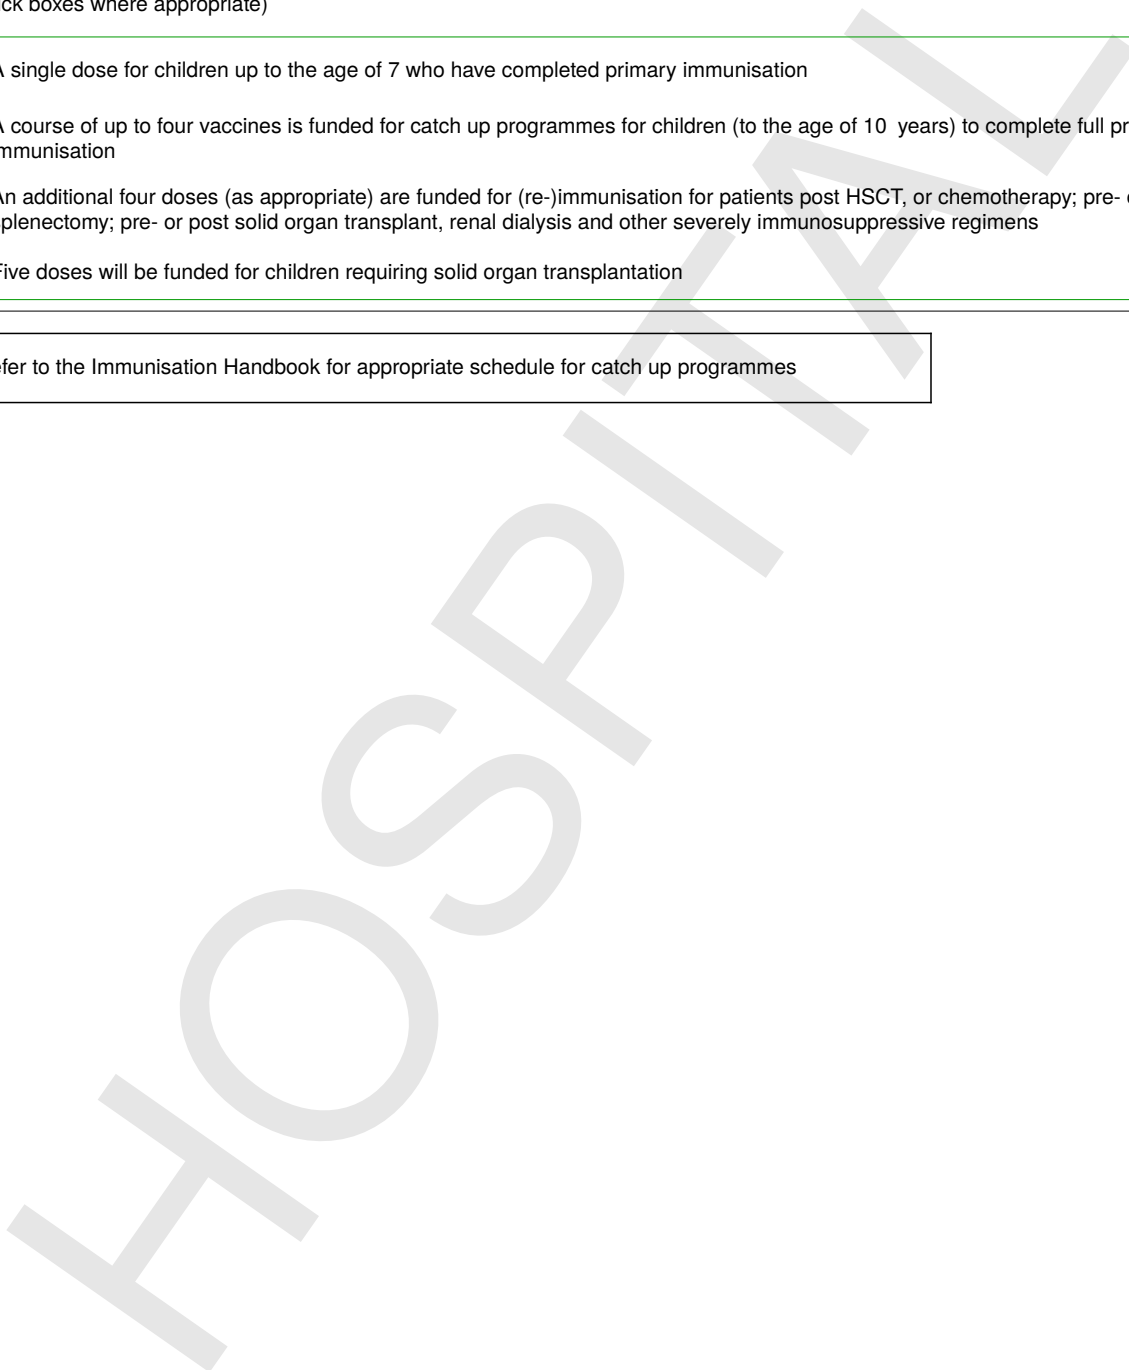 ck boxes where appropriate)
A single dose for children up to the age of 7 who have completed primary immunisation
A course of up to four vaccines is funded for catch up programmes for children (to the age of 10 years) to complete full
mmunisation
An additional four doses (as appropriate) are funded for (re-)immunisation for patients post HSCT, or chemotherapy; pre-
splenectomy; pre- or post solid organ transplant, renal dialysis and other severely immunosuppressive regimens
Five doses will be funded for children requiring solid organ transplantation
efer to the Immunisation Handbook for appropriate schedule for catch up programmes
HOSPITAL